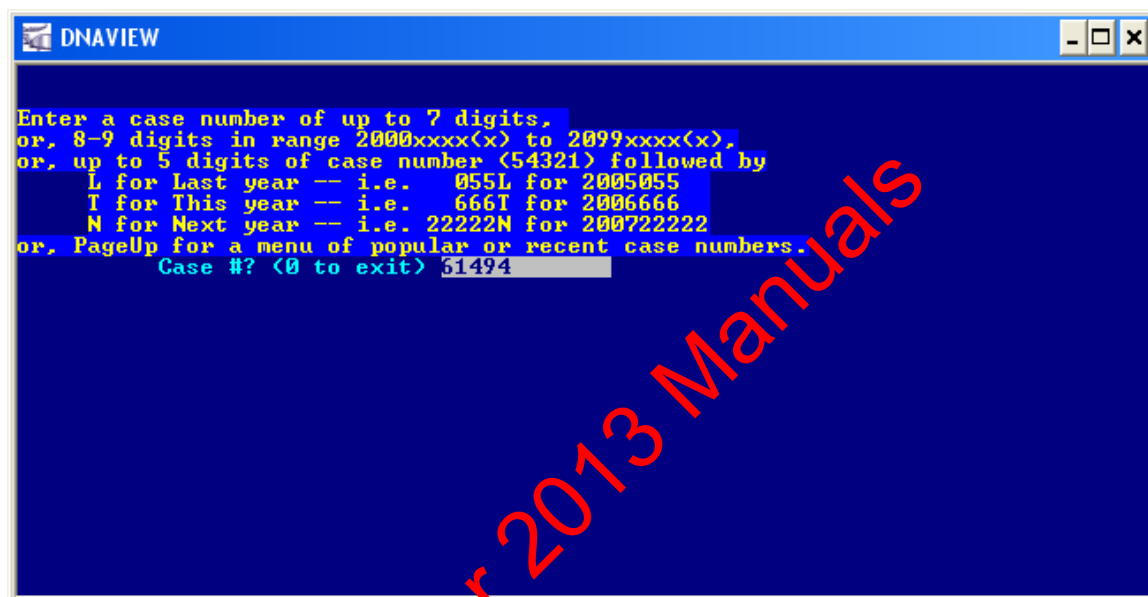 DNAVIEW
Enter a case number of up to 7 digits,
or, 8-9 digits in range 2000xxxx(x) to 2099xxxx(x),
or, up to 5 digits of case number (54321) followed by
L for Last year -- i.e. 055L for 2005055
T for This year -- i.e. 666T for 2006666
N for Next year -- i.e. 22222N for 200722222
or, PageUp for a menu of popular or recent case numbers.
Case #? (0 to exit) 61494
r 2013 Manuals